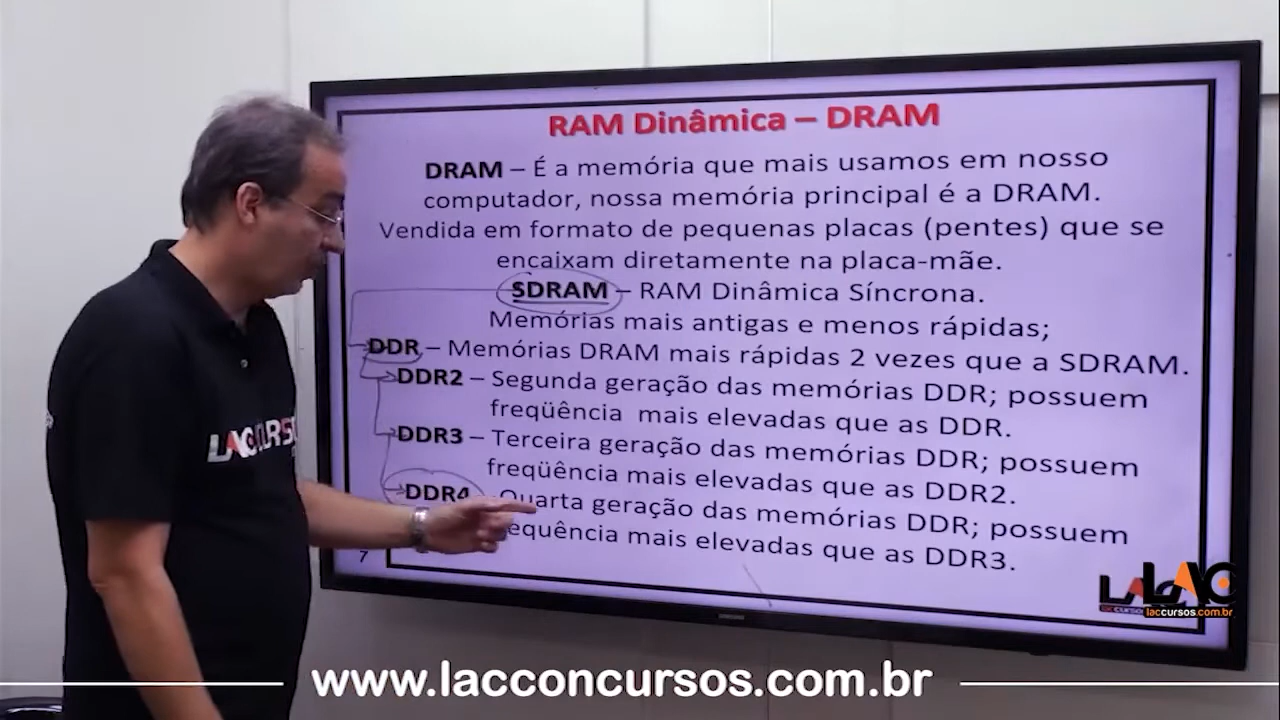 RAM Dinâmica – DRAM
DRAM – É a memória que mais usamos em nosso
computador, nossa memória principal é a DRAM.
Vendida em formato de pequenas placas (pentes) que se
encaixam diretamente na placa-mãe.
SDRAM – RAM Dinâmica Síncrona.
Memórias mais antigas e menos rápidas;
DDR – Memórias DRAM mais rápidas 2 vezes que a SDRAM.
DDR2 – Segunda geração das memórias DDR; possuem
freqüência mais elevadas que as DDR.
DDR3 – Terceira geração das memórias DDR; possuem
freqüência mais elevadas que as DDR2.
DDR4 – Quarta geração das memórias DDR; possuem
equência mais elevadas que as DDR3.
7
LAC
laccursos.com.br
www.lacconcursos.com.br